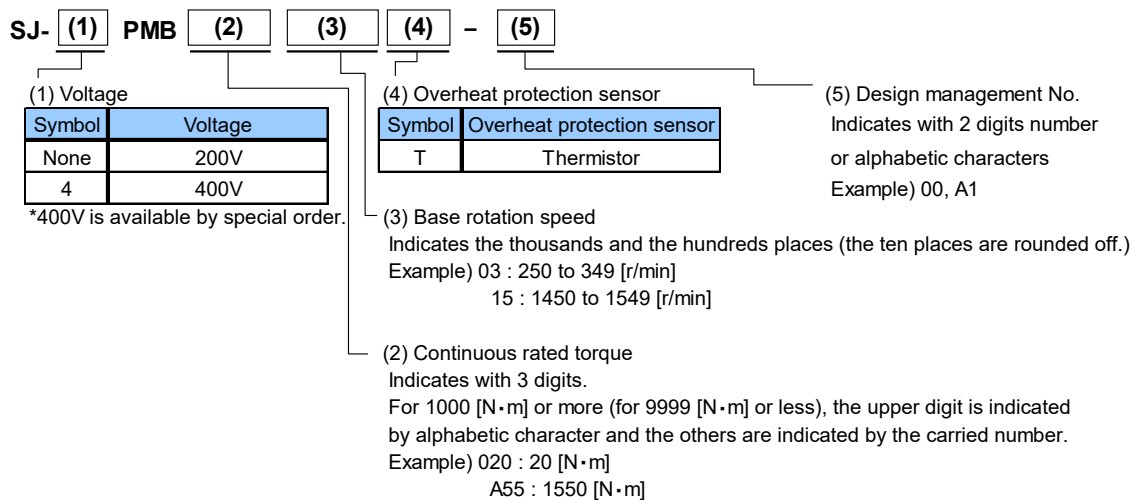 SJ- (1) PMB (2) (3) (4) – (5)
(1) Voltage
Symbol Voltage
None 200V
4 400V
*400V is available by special order.
(4) Overheat protection sensor
Symbol Overheat protection sensor
T Thermistor
(5) Design management No.
Indicates with 2 digits number
or alphabetic characters
Example) 00, A1
(3) Base rotation speed
Indicates the thousands and the hundreds places (the ten places are rounded off.)
Example) 03 : 250 to 349 [r/min]
15 : 1450 to 1549 [r/min]
(2) Continuous rated torque
Indicates with 3 digits.
For 1000 [N・m] or more (for 9999 [N・m] or less), the upper digit is indicated
by alphabetic character and the others are indicated by the carried number.
Example) 020 : 20 [N・m]
A55 : 1550 [N・m]